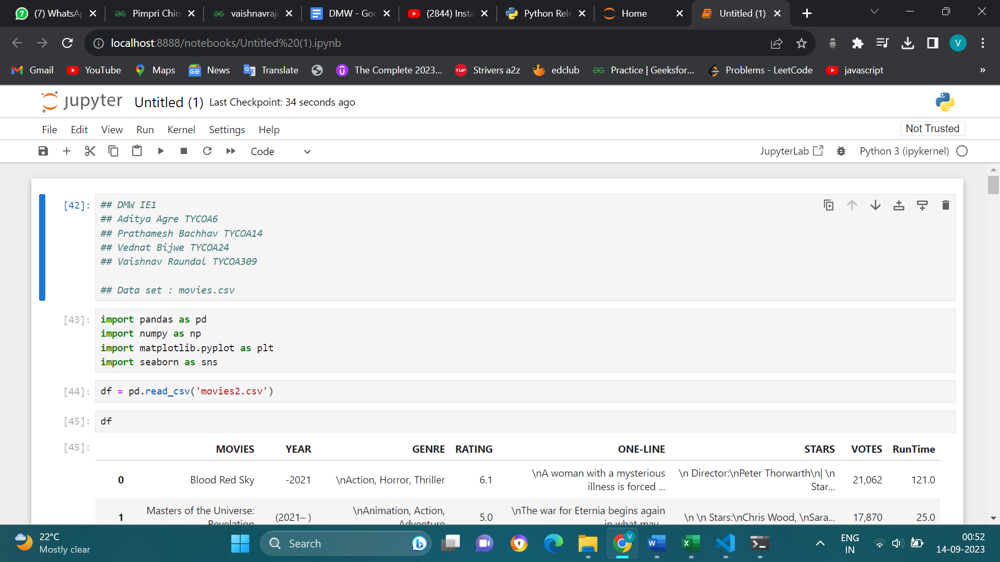 (7) WhatsA
Pimpri Chin
vaishnavraj
DMW - Goo
(2844) Insta
Python Rele
Home
Untitled (1)
localhost:8888/notebooks/Untitled%20(1).ipynb
V
Gmail
YouTube
Maps
News
Translate
The Complete 2023...
Strivers a2z
edclub
Practice | Geeksfor...
Problems - LeetCode
javascript
»
jupyter
Untitled (1)
Last Checkpoint: 34 seconds ago
File Edit View Run Kernel Settings Help
Not Trusted
Code
JupyterLab
Python 3 (ipykernel)
[42]:
## DMW IE1
## Aditya Agre TYCOA6
## Prathamesh Bachhav TYCOA14
## Vednat Bijwe TYCOA24
## Vaishnav Raundal TYCOA309
## Data set : movies.csv
[43]:
import pandas as pd
import numpy as np
import matplotlib.pyplot as plt
import seaborn as sns
[44]:
df = pd.read_csv('movies2.csv')
[45]:
df
[45]:
MOVIES YEAR GENRE RATING ONE-LINE STARS VOTES RunTime
0 Blood Red Sky -2021 \nAction, Horror, Thriller 6.1 \nA woman with a mysterious illness is forced ... \n Director:\nPeter Thorwarth\n| \n Star... 21,062 121.0
1 Masters of the Universe: Revelation (2021– ) \nAnimation, Action, Adventure 5.0 \nThe war for Eternia begins again in what may... \n \n Stars:\nChris Wood, \nSara... 17,870 25.0
22°C
Mostly clear
Search
ENG
IN
00:52
14-09-2023